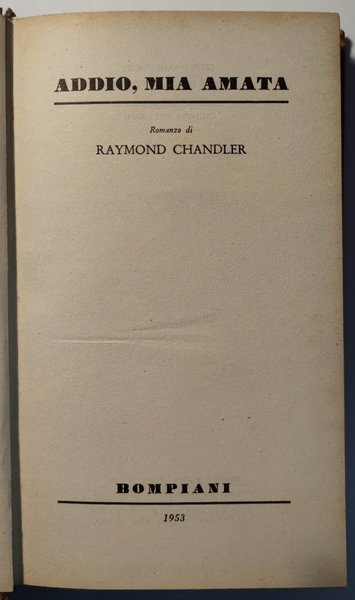 ADDIO, MIA AMATA
Romanzo di
RAYMOND CHANDLER
BOMPIANI
1953